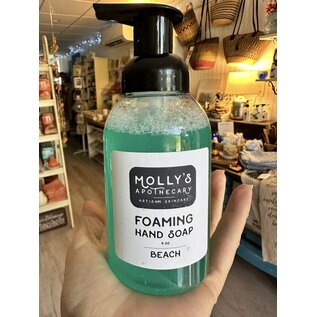 MOLLY'S
APOTHECARY
ARTISAN SKINCARE
FOAMING
HAND SOAP
9 OZ
BEACH